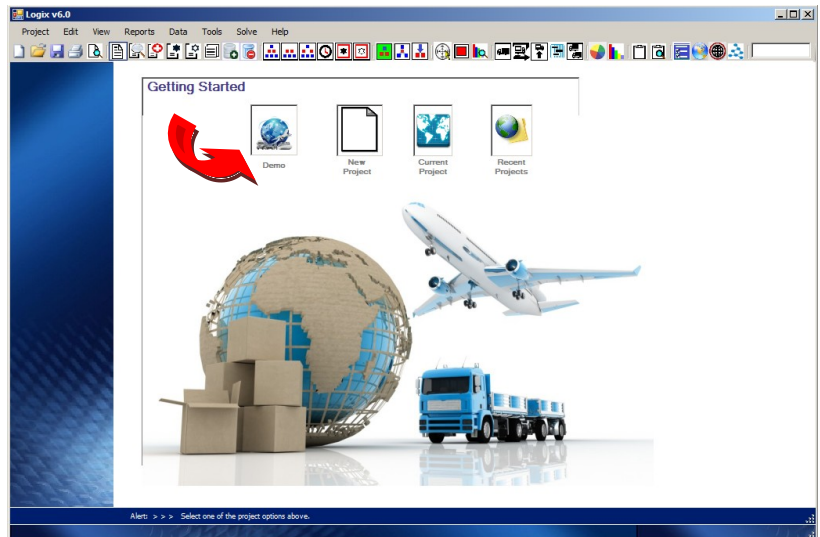 Logix v6.0
Project Edit View Reports Data Tools Solve Help
Getting Started
Demo
New
Project
Current
Project
Recent
Projects
Alert: > > > Select one of the project options above.